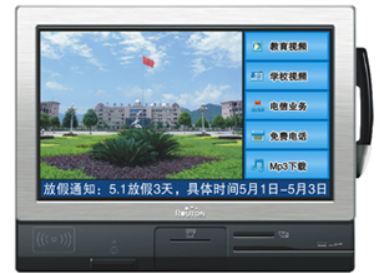 教育视频
学校视频
电信业务
免费电话
Mp3下载
放假通知：5.1放假3天，具体时间5月1日-5月3日
ROUTON